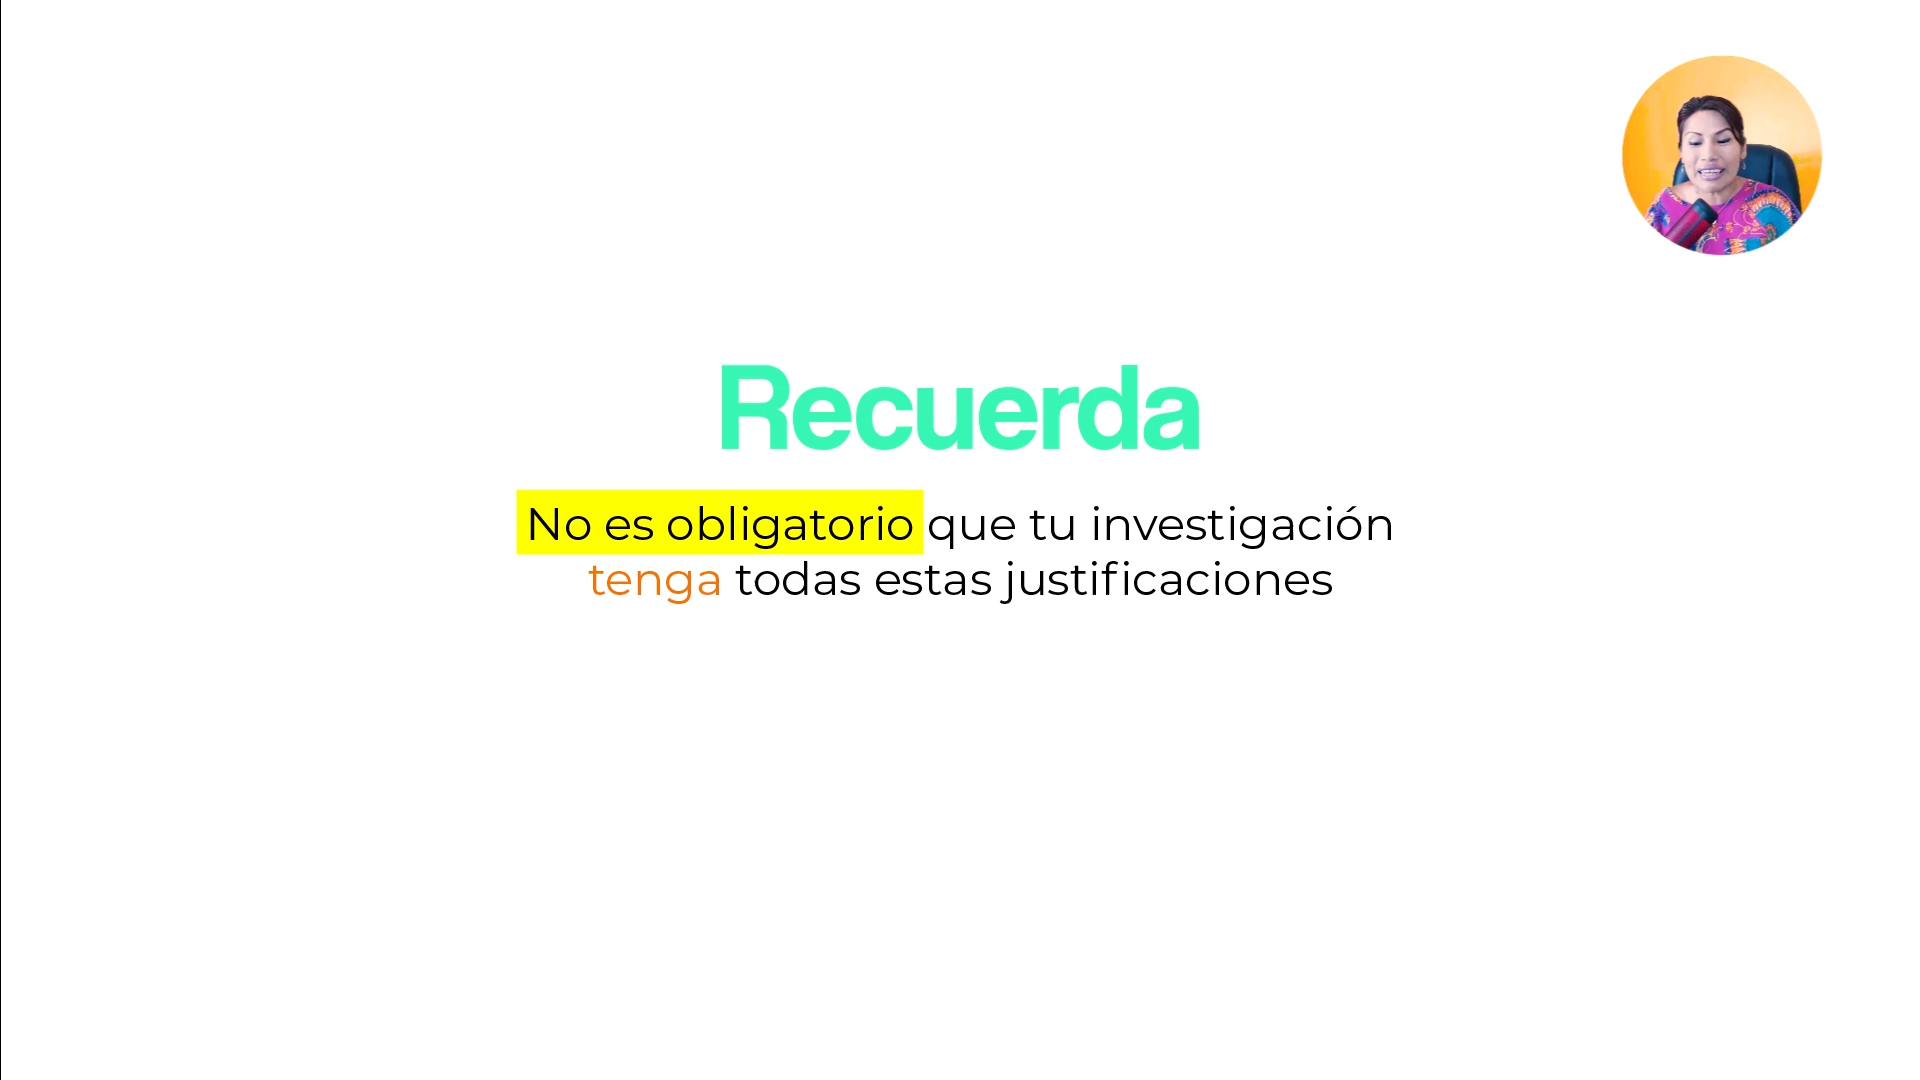 Recuerda
No es obligatorio que tu investigación
tenga todas estas justificaciones